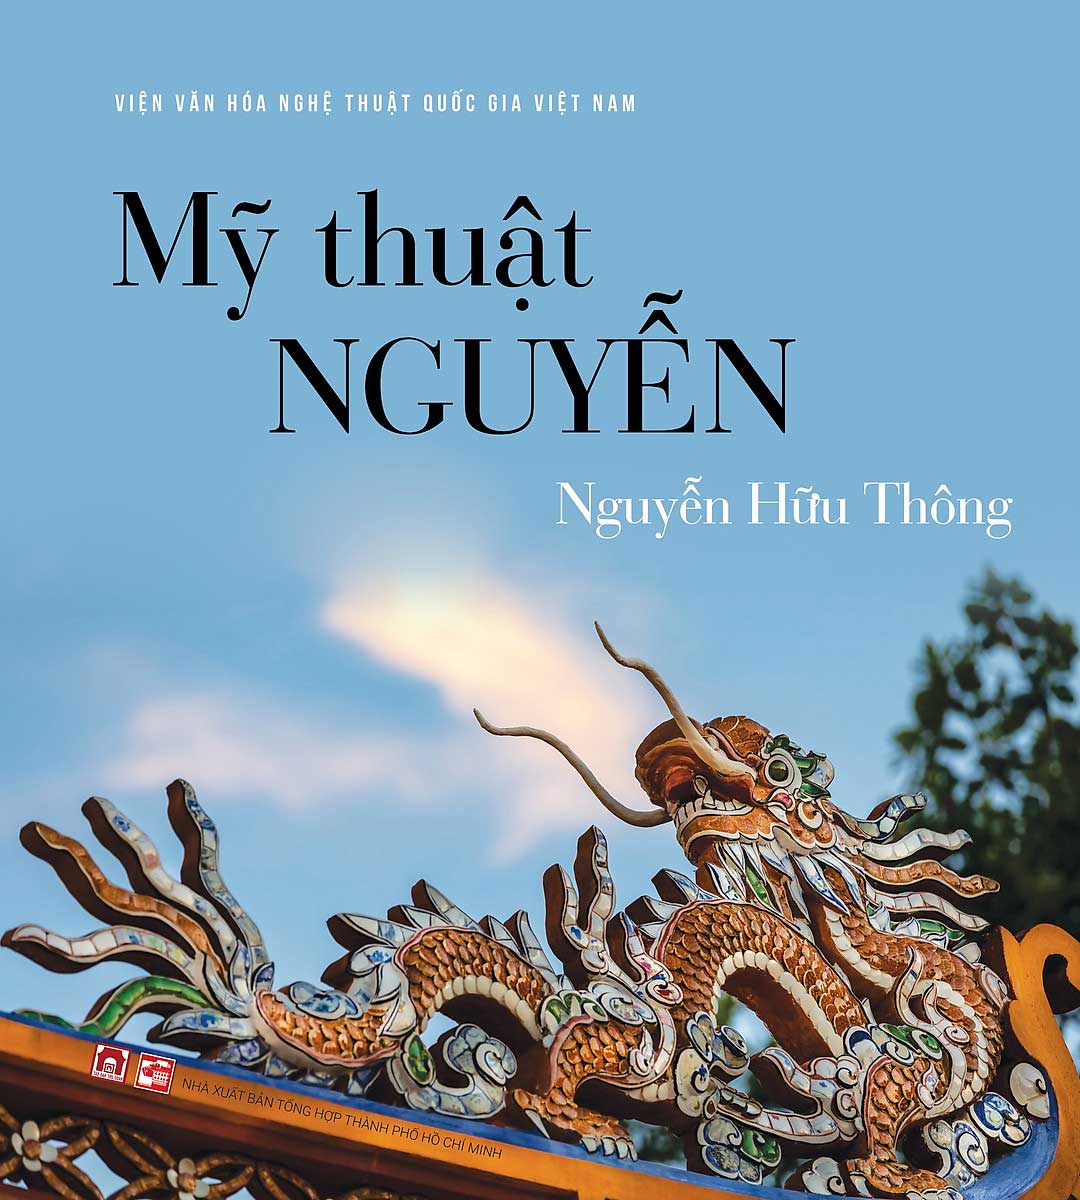 VIỆN VĂN HÓA NGHỆ THUẬT QUỐC GIA VIỆT NAM
Mỹ thuật
NGUYỄN
Nguyễn Hữu Thông
NHÀ XUẤT BẢN TỔNG HỢP THÀNH PHỐ HỒ CHÍ MINH